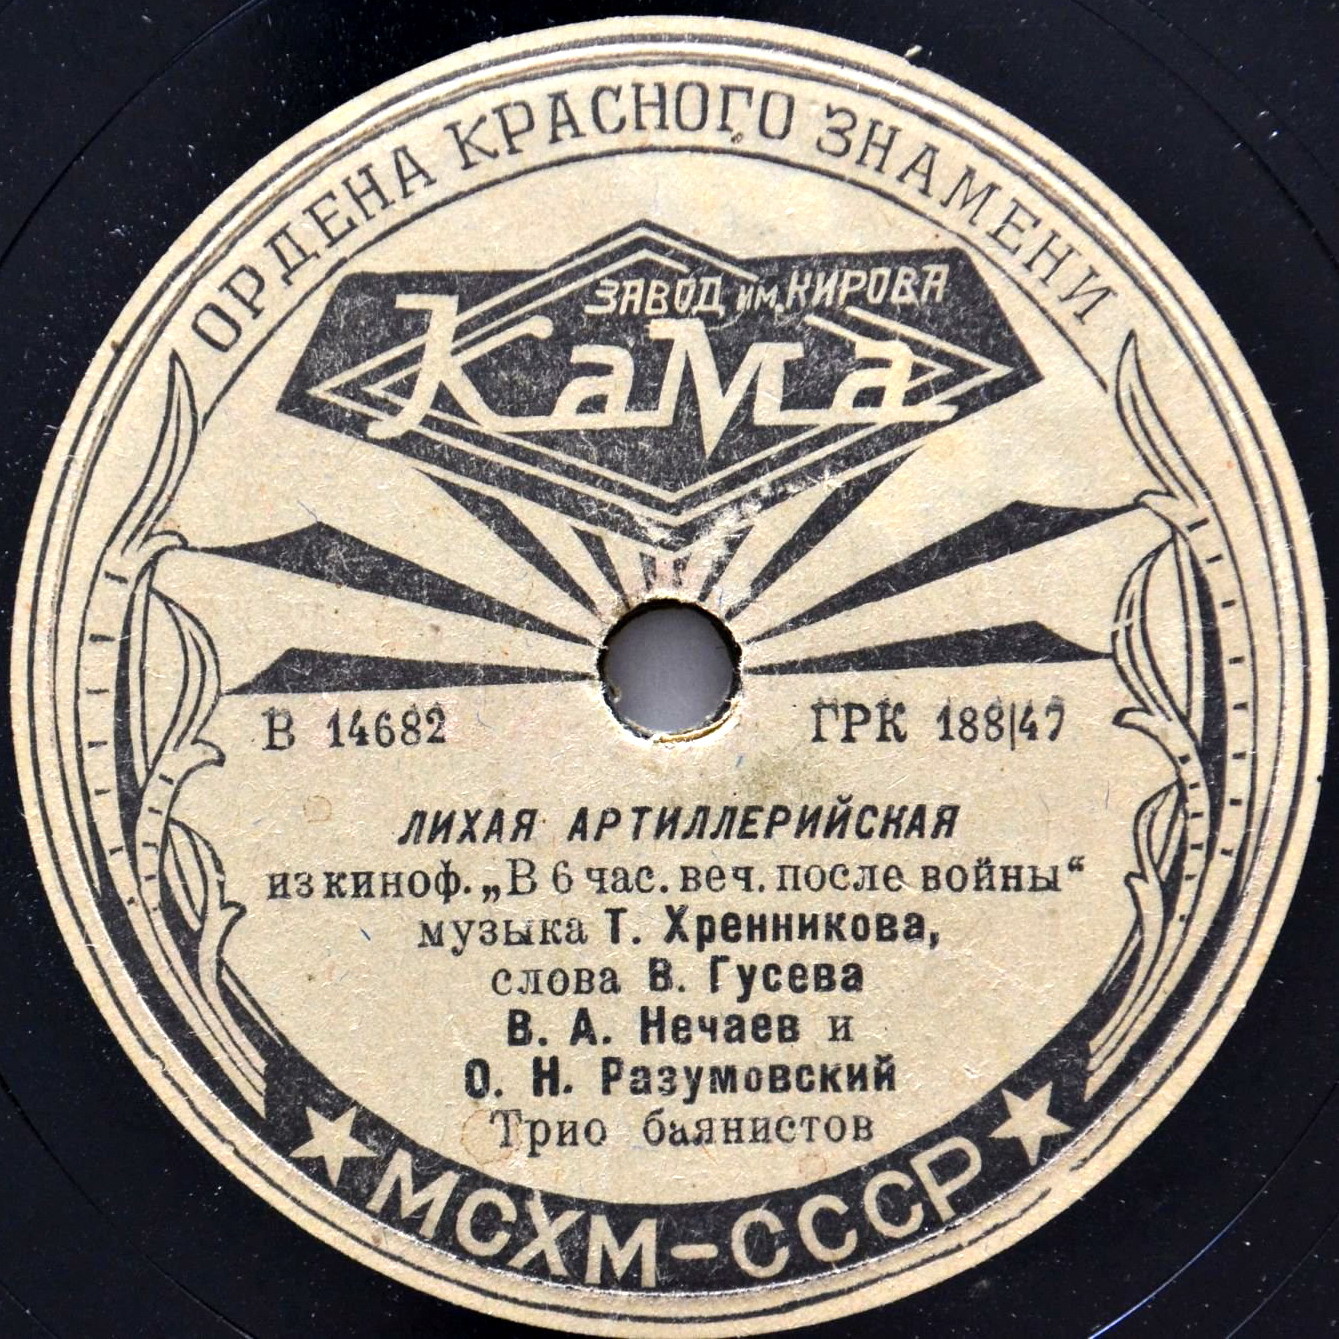 ОРДЕНА КРАСНОГО ЗНАМЕНИ
ЗАВОД им. КИРОВА
КаМа
В 14682
ГРК 188|47
ЛИХАЯ АРТИЛЛЕРИЙСКАЯ
из киноф. „В 6 час. веч. после войны“
музыка Т. Хренникова,
слова В. Гусева
В. А. Нечаев и
О. Н. Разумовский
Трио баянистов
МСХМ-СССР